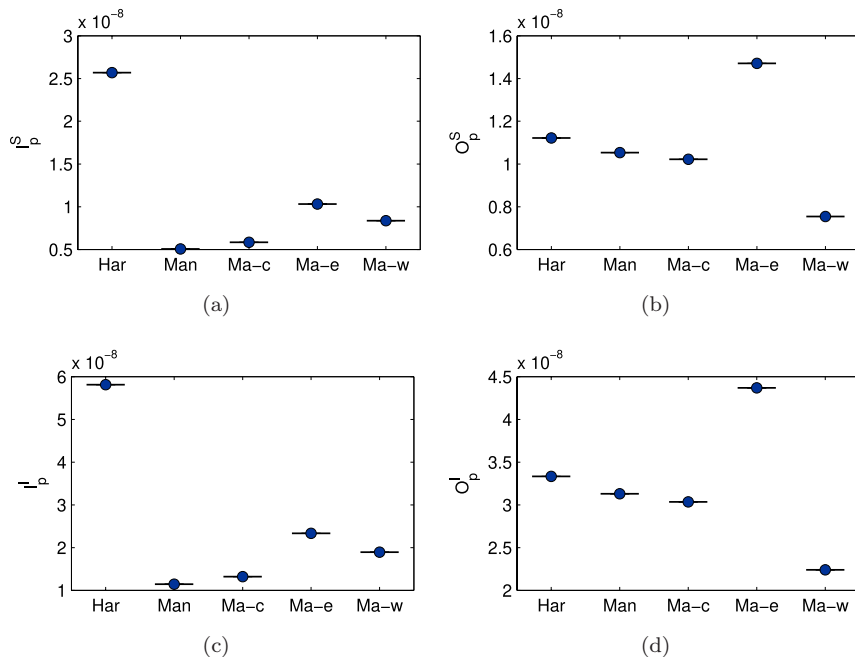 x 10⁻⁸
3
2.5
2
1.5
1
0.5
I_p^S
Har Man Ma-c Ma-e Ma-w
(a)
x 10⁻⁸
1.6
1.4
1.2
1
0.8
0.6
O_p^S
Har Man Ma-c Ma-e Ma-w
(b)
x 10⁻⁸
6
5
4
3
2
1
I_p^I
Har Man Ma-c Ma-e Ma-w
(c)
x 10⁻⁸
4.5
4
3.5
3
2.5
2
O_p^I
Har Man Ma-c Ma-e Ma-w
(d)